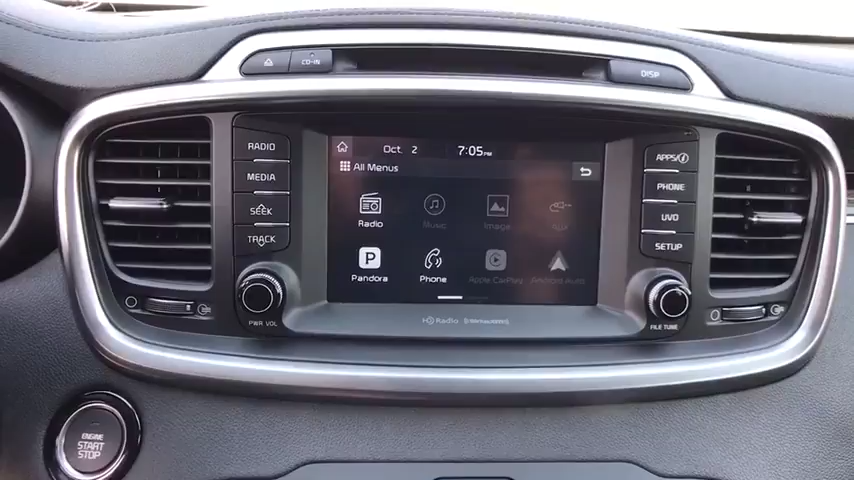 CD-IN
DISP
RADIO
MEDIA
SEEK
TRACK
PWR VOL
Oct. 2 7:05PM
All Menus
Radio Music Image AUX
Pandora Phone Apple CarPlay Android Auto
HD Radio SiriusXM
APPS/i
PHONE
UVO
SETUP
FILE TUNE
ENGINE
START
STOP